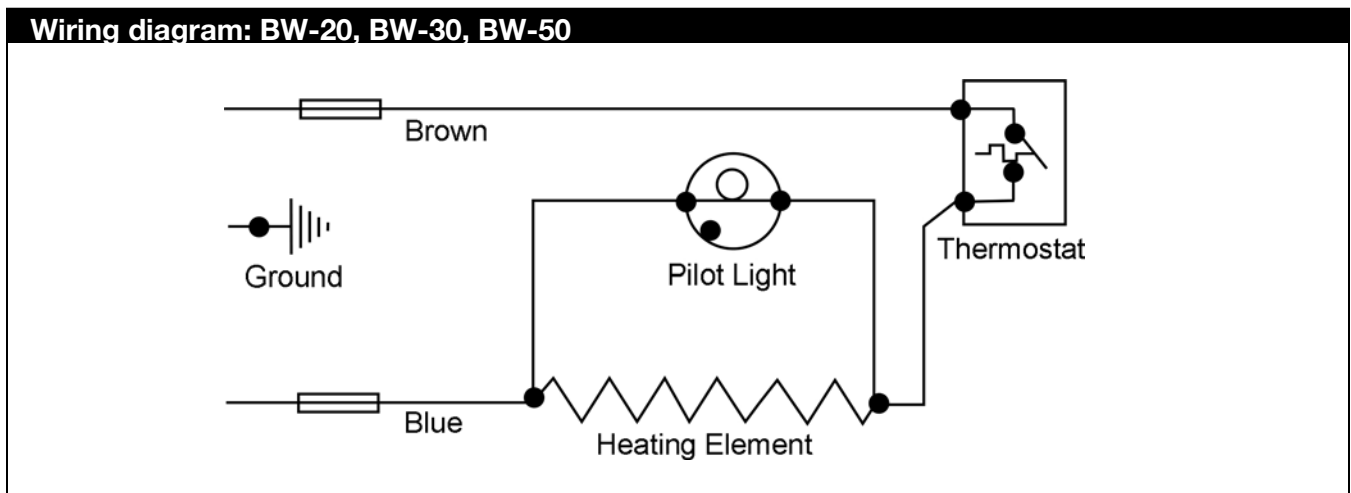 Wiring diagram: BW-20, BW-30, BW-50
Brown
Ground
Pilot Light
Thermostat
Blue
Heating Element